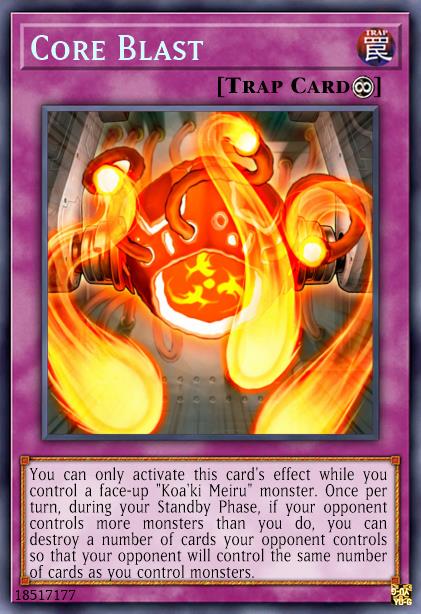 CORE BLAST
TRAP
罠
[TRAP CARD]
You can only activate this card's effect while you
control a face-up "Koa'ki Meiru" monster. Once per
turn, during your Standby Phase, if your opponent
controls more monsters than you do, you can
destroy a number of cards your opponent controls
so that your opponent will control the same number
of cards as you control monsters.
18517177